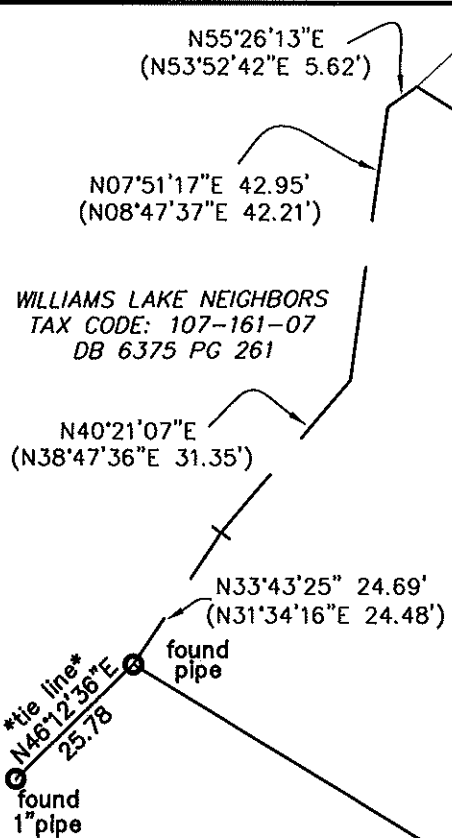 N55°26'13"E
(N53°52'42"E 5.62')
N07°51'17"E 42.95'
(N08°47'37"E 42.21')
WILLIAMS LAKE NEIGHBORS
TAX CODE: 107-161-07
DB 6375 PG 261
N40°21'07"E
(N38°47'36"E 31.35')
N33°43'25" 24.69'
(N31°34'16"E 24.48')
found
pipe
*tie line*
N46°12'36"E
25.78
found
1"pipe